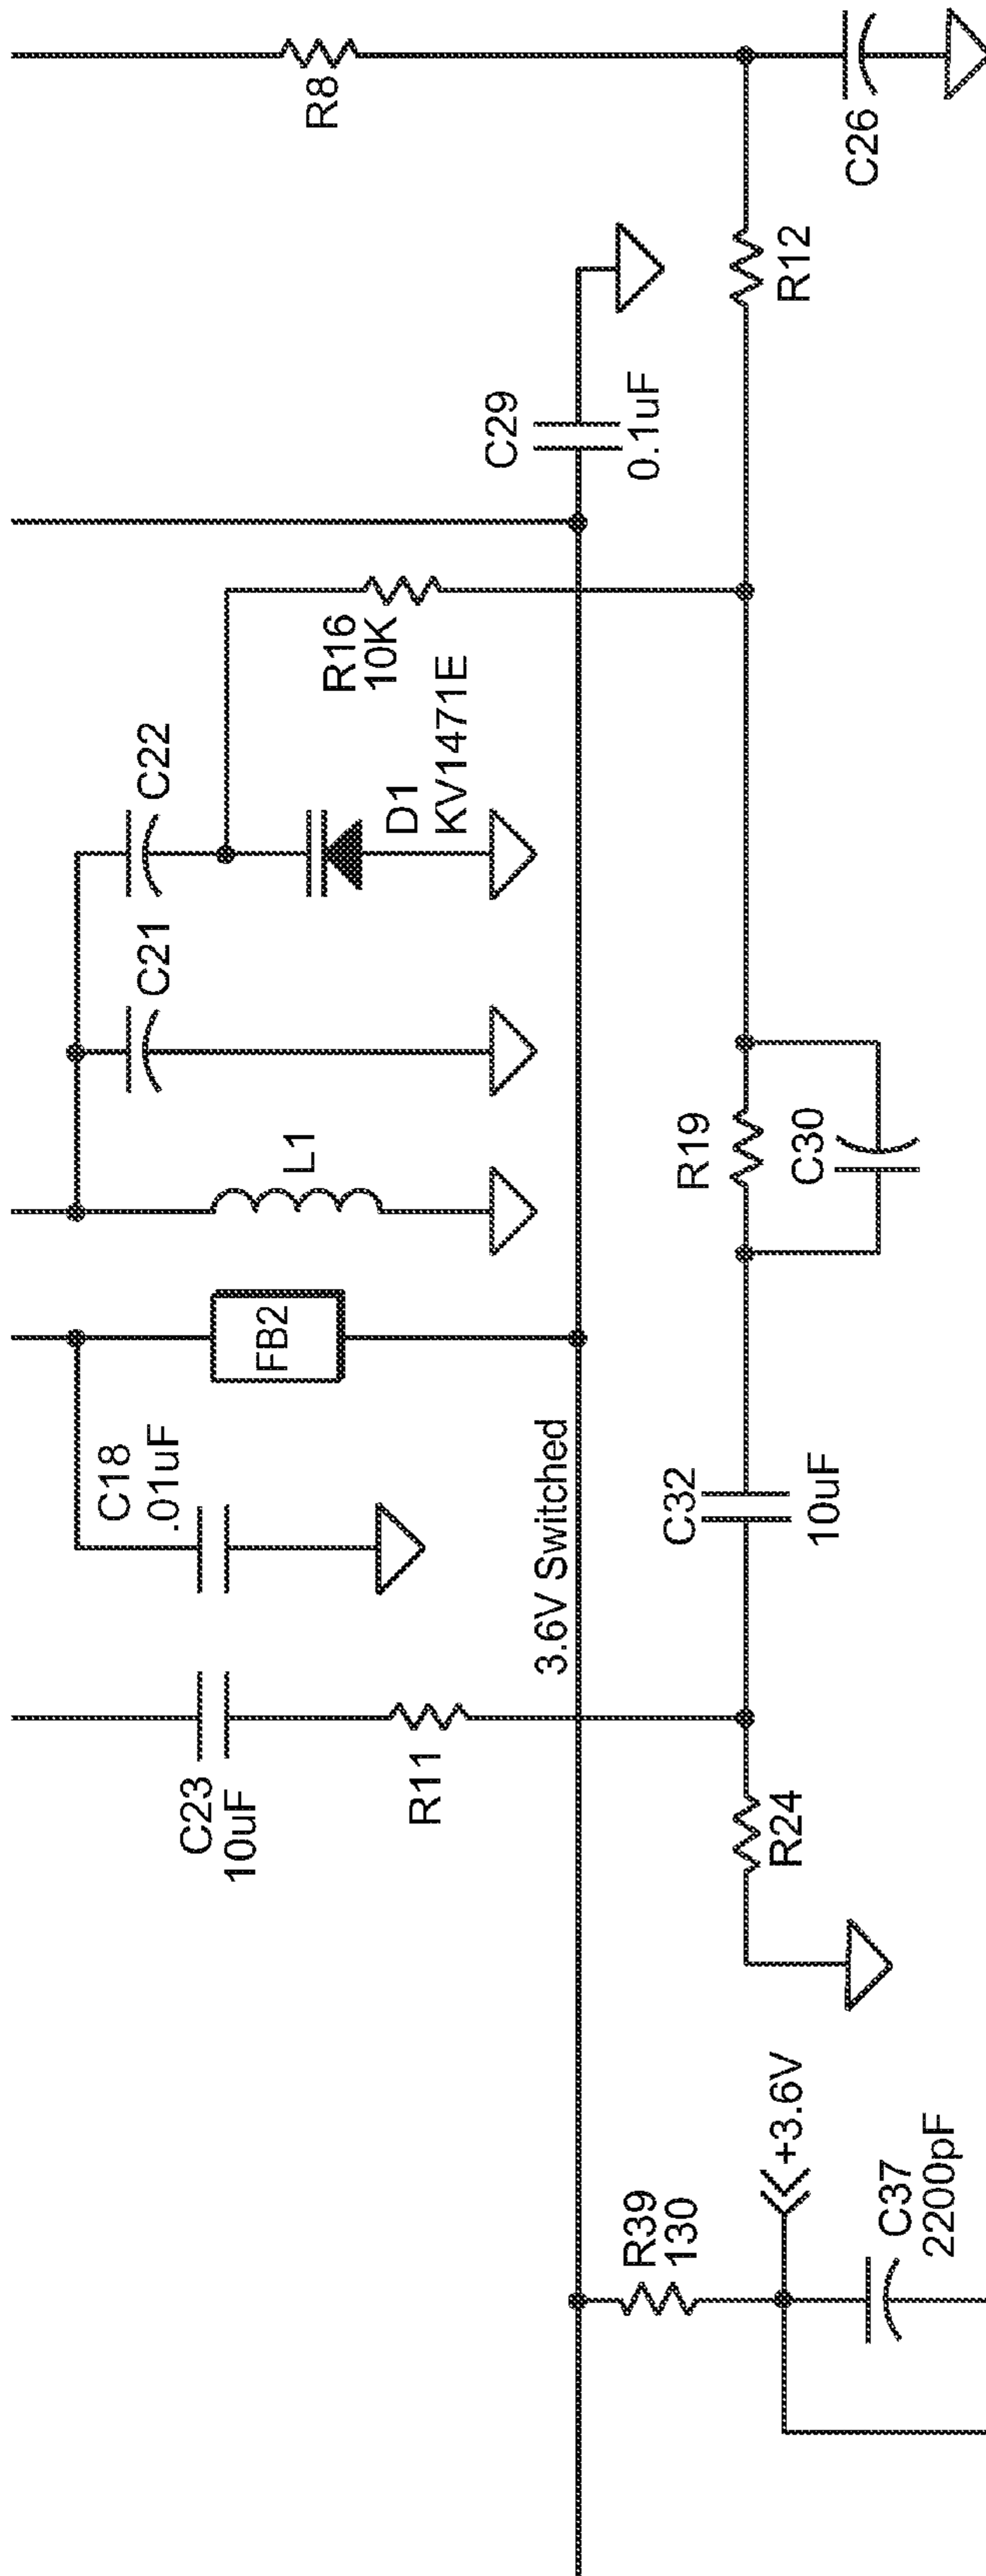 R8
C26
R12
C29
0.1uF
R16
10K
C22
D1
KV1471E
C21
L1
R19
C30
FB2
C18
.01uF
3.6V Switched
C32
10uF
C23
10uF
R11
R24
+3.6V
R39
130
C37
2200pF